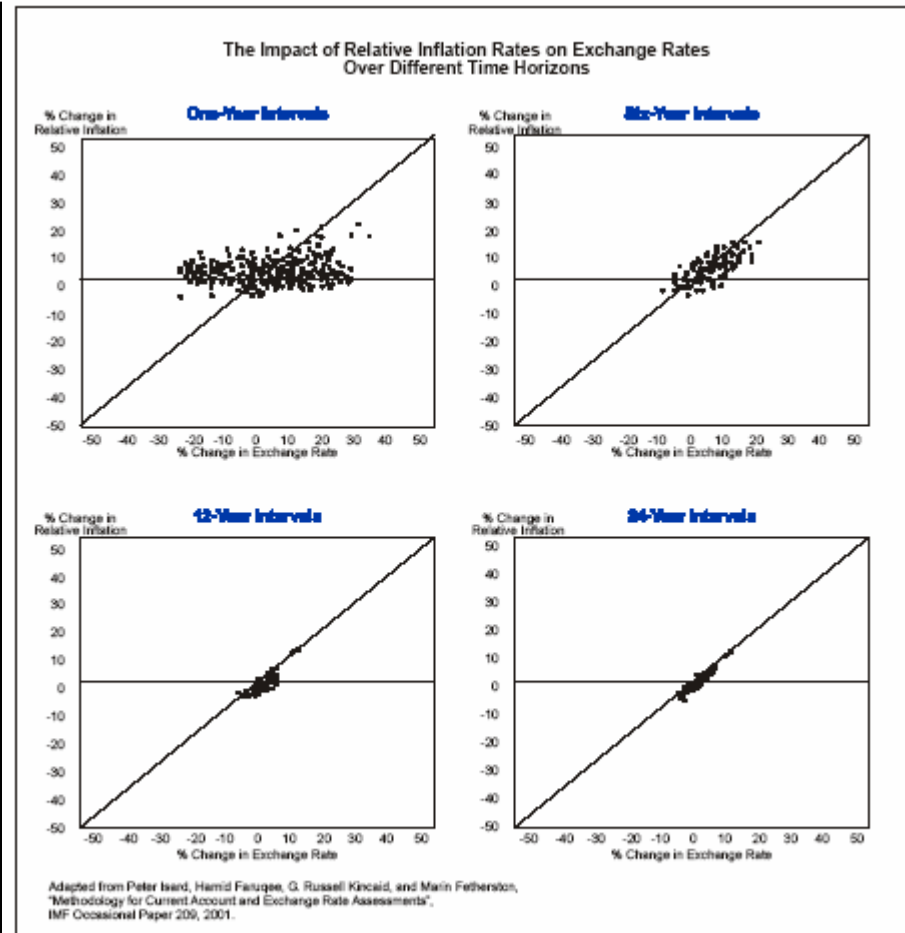 The Impact of Relative Inflation Rates on Exchange Rates
Over Different Time Horizons
% Change in
Relative Inflation
One-Year Intervals
50
40
30
20
10
0
-10
-20
-30
-40
-50
-50 -40 -20 -10 0 10 20 30 40 50
% Change in Exchange Rate
% Change in
Relative Inflation
Six-Year Intervals
50
40
30
20
10
0
-10
-20
-30
-40
-50
-50 -40 -20 -10 0 10 20 30 40 50
% Change in Exchange Rate
% Change in
Relative Inflation
12-Year Intervals
50
40
30
20
10
0
-10
-20
-30
-40
-50
-50 -40 -30 -20 -10 0 10 20 30 40 50
% Change in Exchange Rate
% Change in
Relative Inflation
24-Year Intervals
50
40
30
20
10
0
-10
-20
-30
-40
-50
-50 -40 -30 -20 -10 0 10 20 30 40 50
% Change in Exchange Rate
Adapted from Peter Isard, Hamid Faruqee, G. Russell Kincaid, and Marin Fetherston,
"Methodology for Current Account and Exchange Rate Assessments",
IMF Occasional Paper 209, 2001.